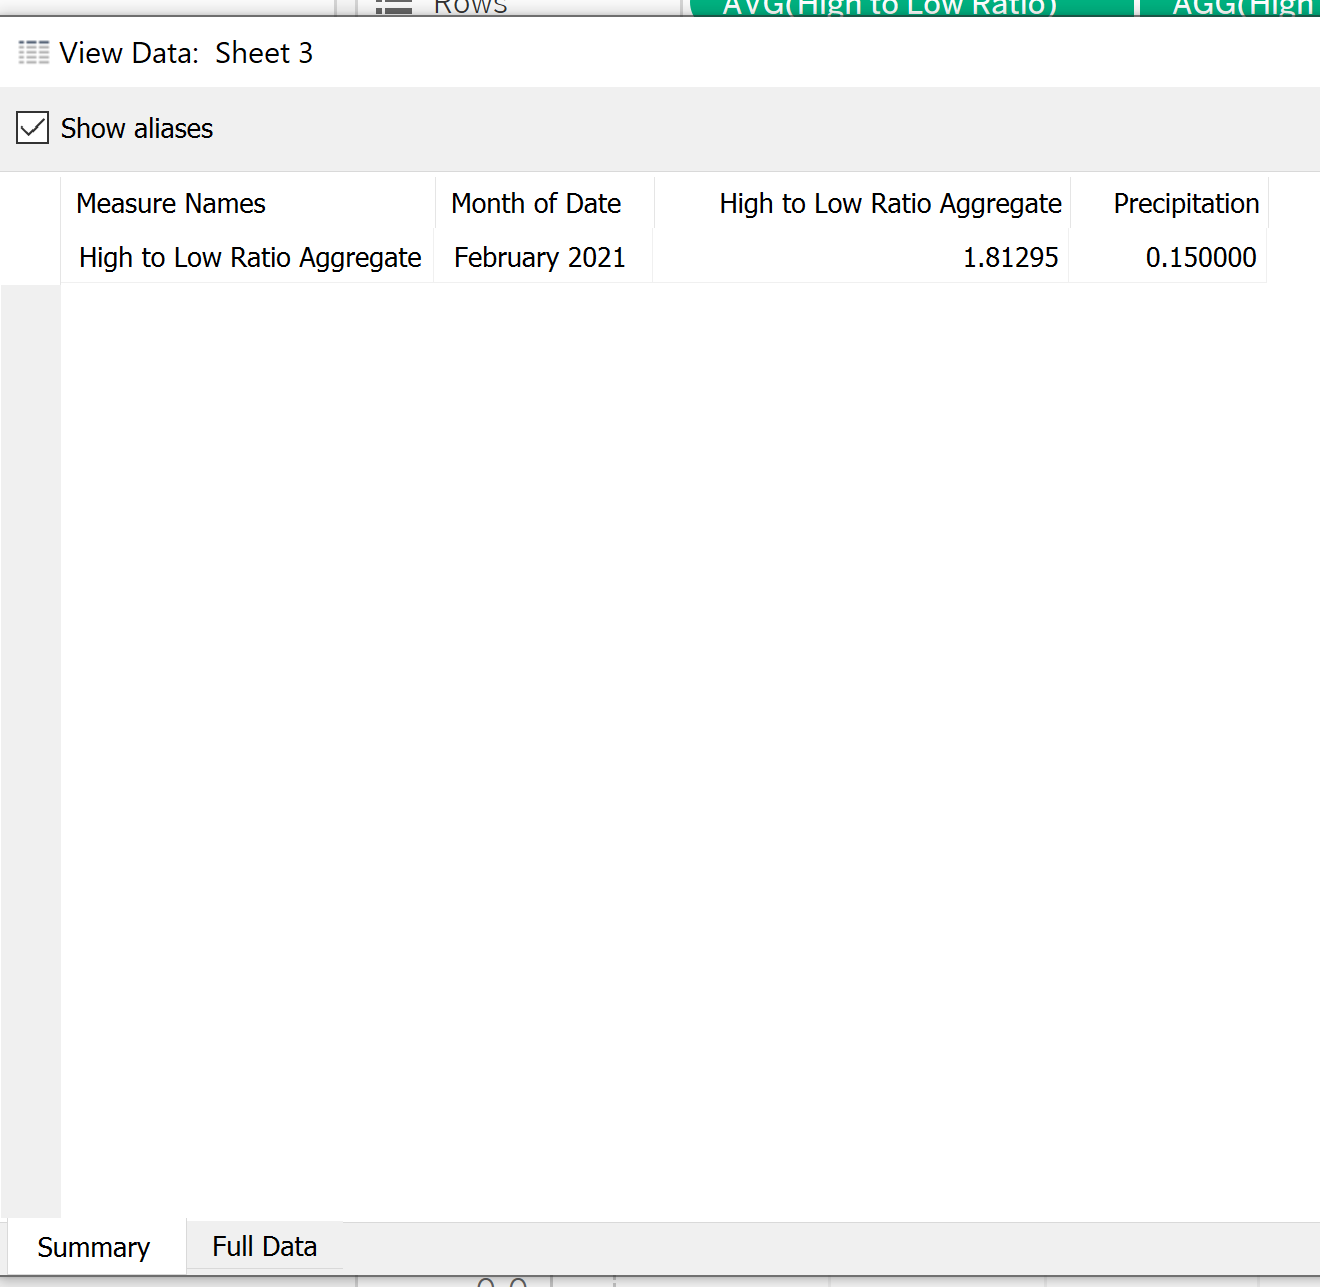 Rows AVG(High to Low Ratio) AGG(High
View Data: Sheet 3
Show aliases
Measure Names Month of Date High to Low Ratio Aggregate Precipitation
High to Low Ratio Aggregate February 2021 1.81295 0.150000
Summary Full Data